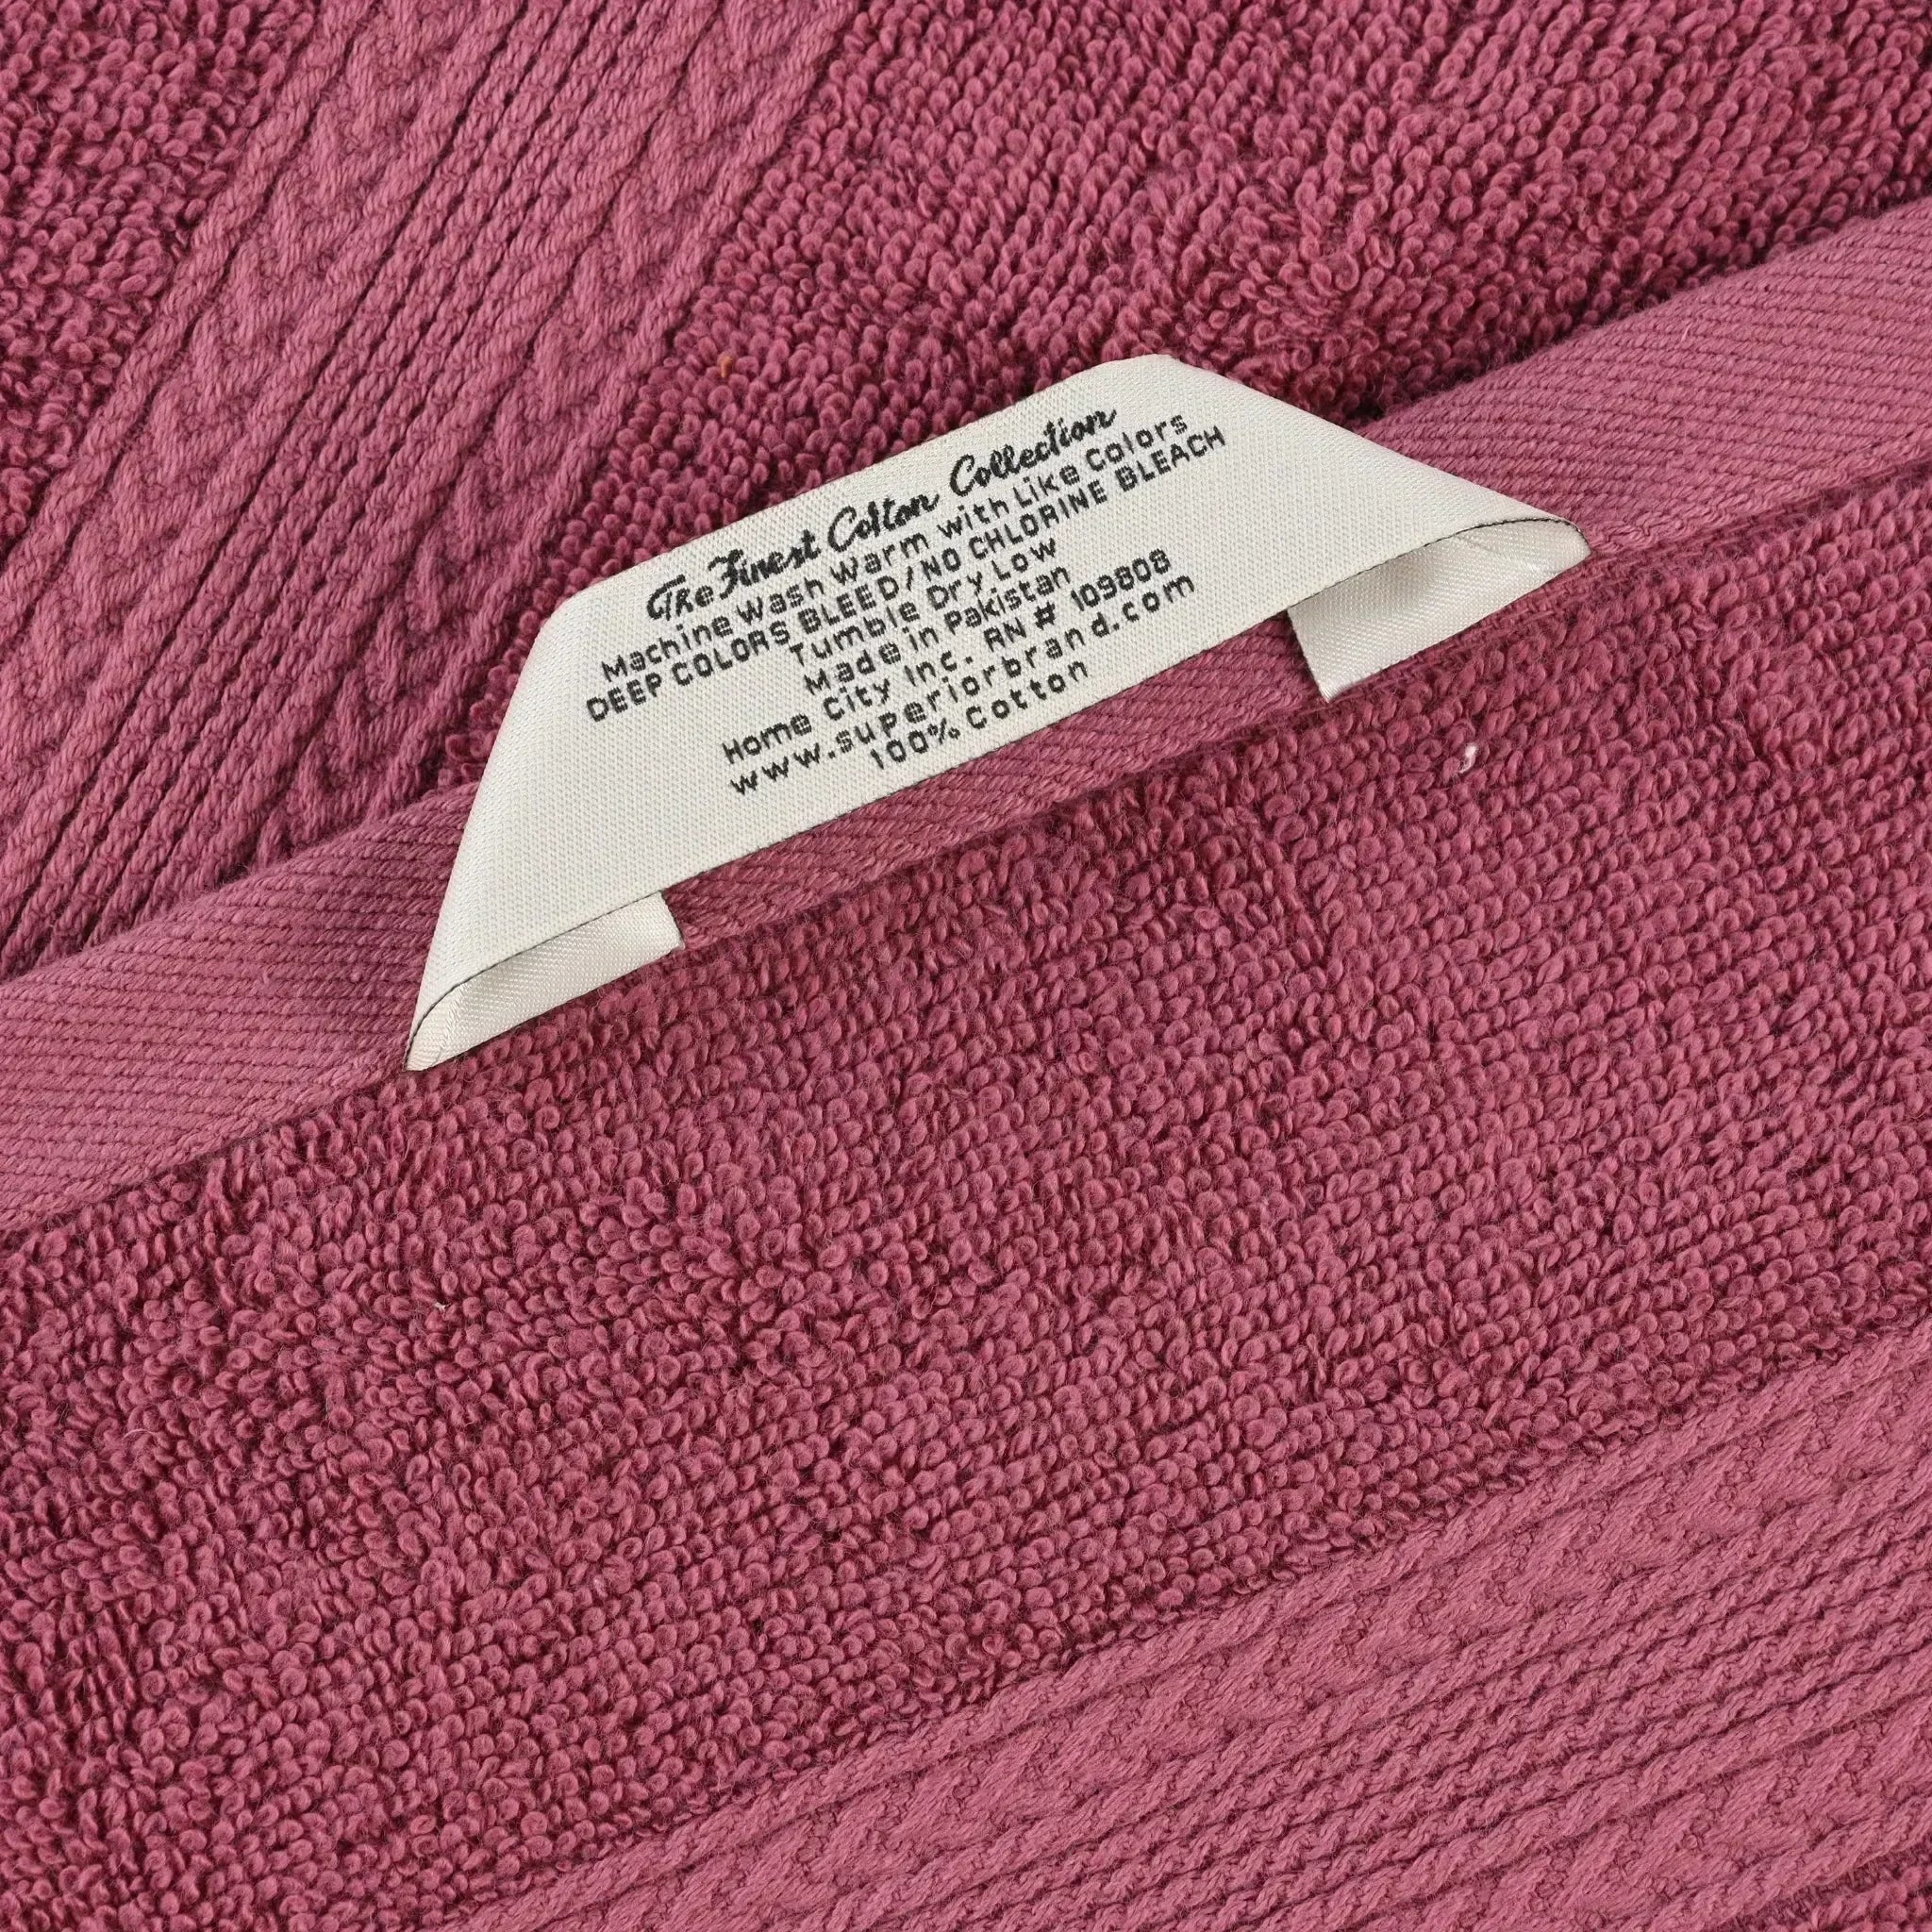 The Finest Cotton Collection
Machine Wash Warm with Like Colors
DEEP COLORS BLEED/NO CHLORINE BLEACH
Tumble Dry Low
Made in Pakistan
Home City Inc. RN # 109808
www.superiorbrand.com
100% Cotton